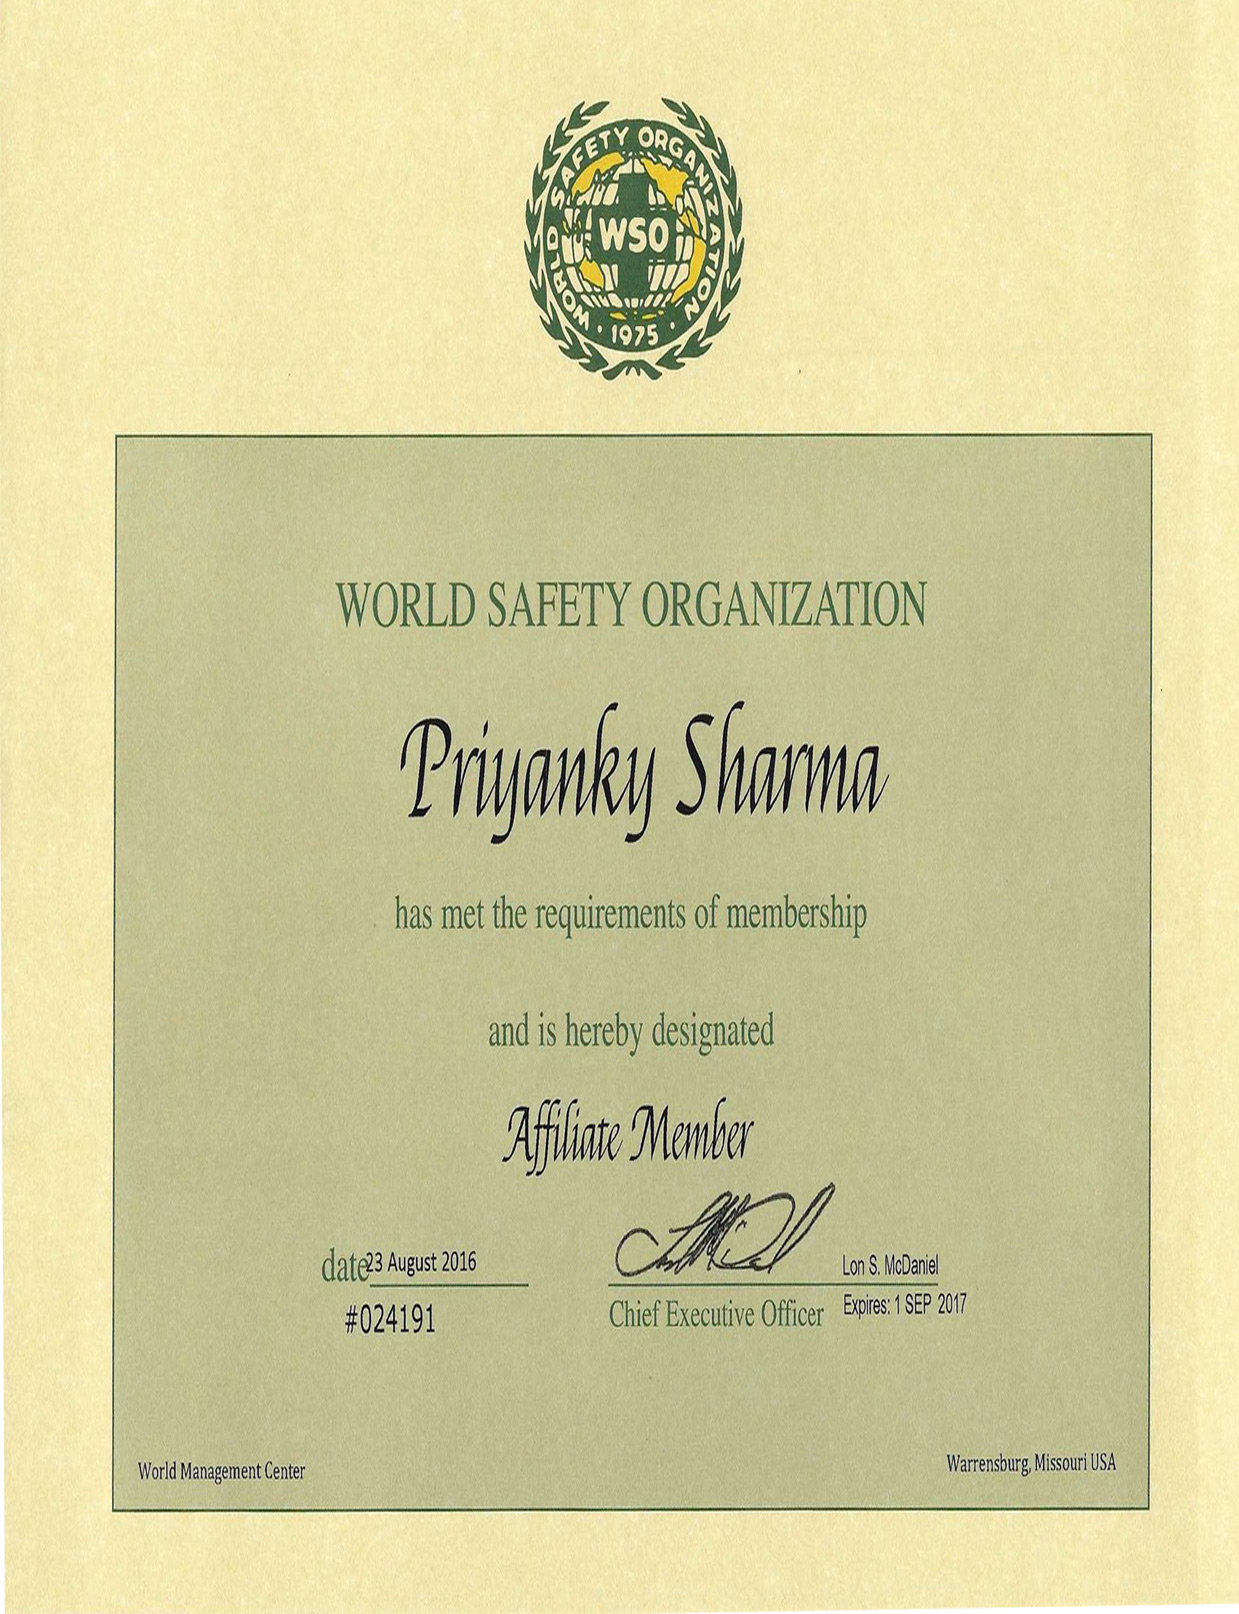 WORLD SAFETY ORGANIZATION
WSO
· 1975 ·
WORLD SAFETY ORGANIZATION
Priyanky Sharma
has met the requirements of membership
and is hereby designated
Affiliate Member
date 23 August 2016
Lon S. McDaniel
#024191
Chief Executive Officer
Expires: 1 SEP 2017
World Management Center
Warrensburg, Missouri USA